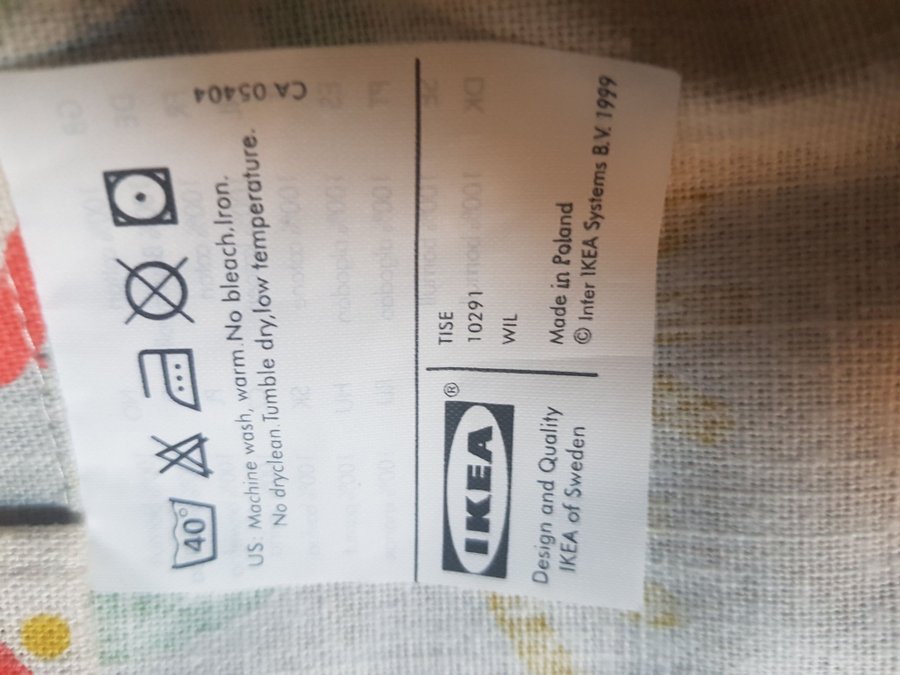 40°
US: Machine wash, warm.No bleach,Iron.
No dryclean.Tumble dry,low temperature.
CA 05404
IKEA®
Design and Quality
IKEA of Sweden
TISE
10291
WIL
Made in Poland
© Inter IKEA Systems B.V. 1999